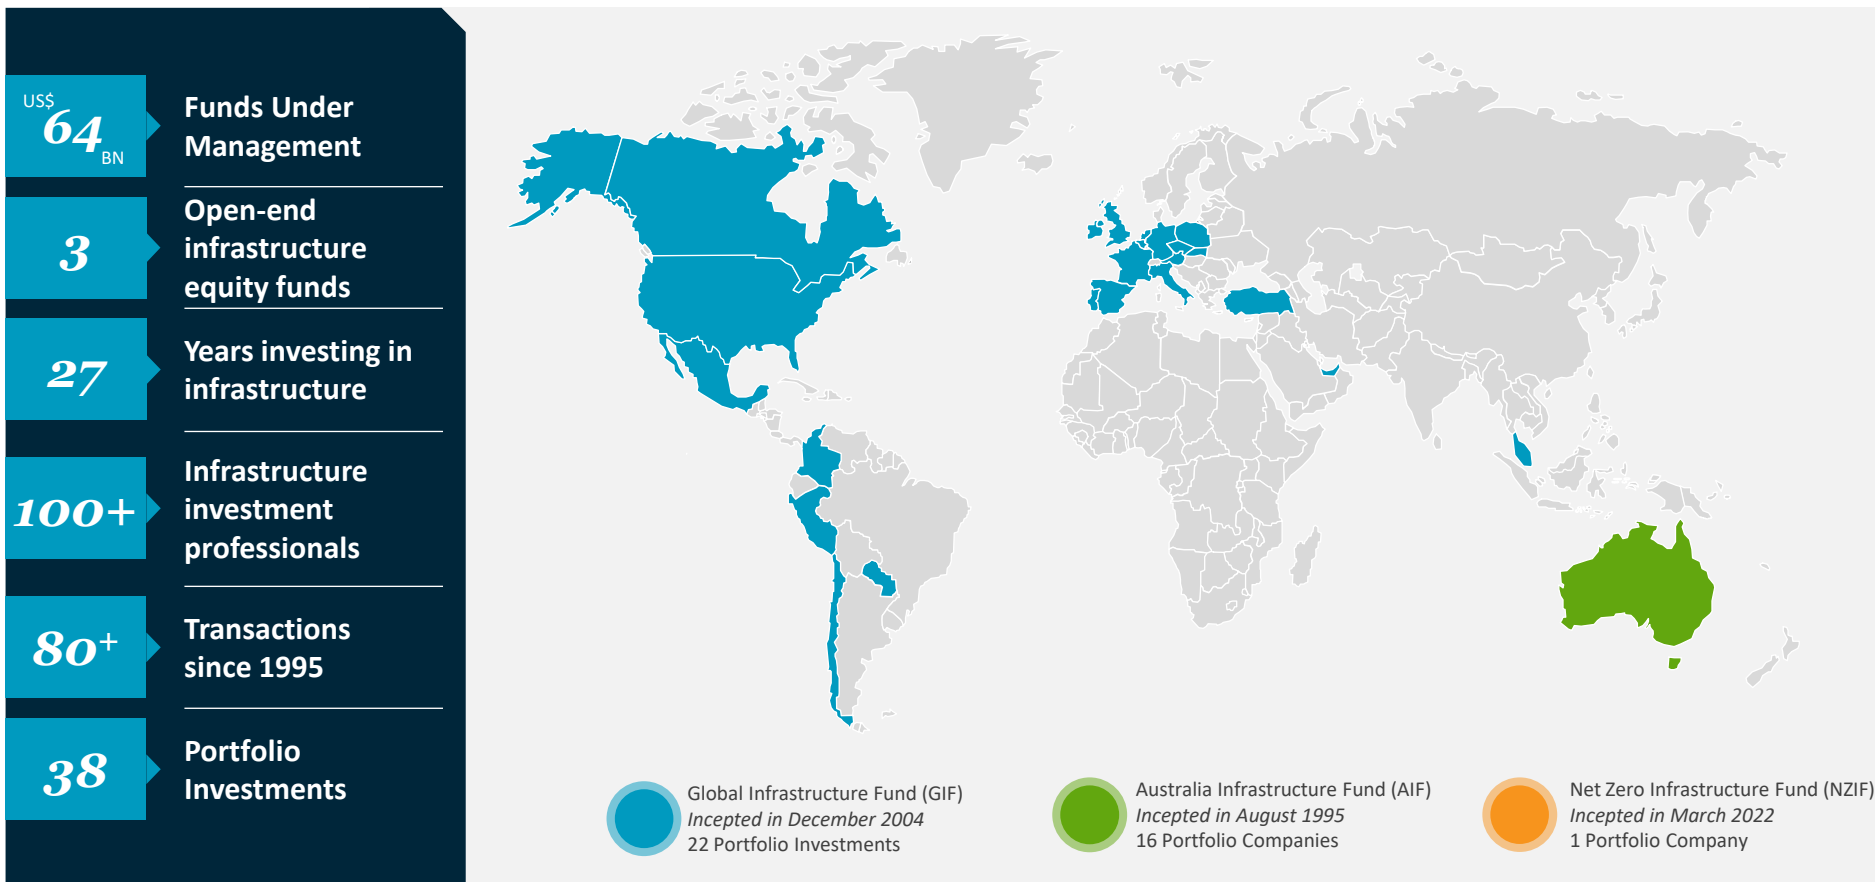 US$
64
BN
Funds Under
Management
3
Open-end
infrastructure
equity funds
27
Years investing in
infrastructure
100+
Infrastructure
investment
professionals
80+
Transactions
since 1995
38
Portfolio
Investments
Global Infrastructure Fund (GIF)
Incepted in December 2004
22 Portfolio Investments
Australia Infrastructure Fund (AIF)
Incepted in August 1995
16 Portfolio Companies
Net Zero Infrastructure Fund (NZIF)
Incepted in March 2022
1 Portfolio Company